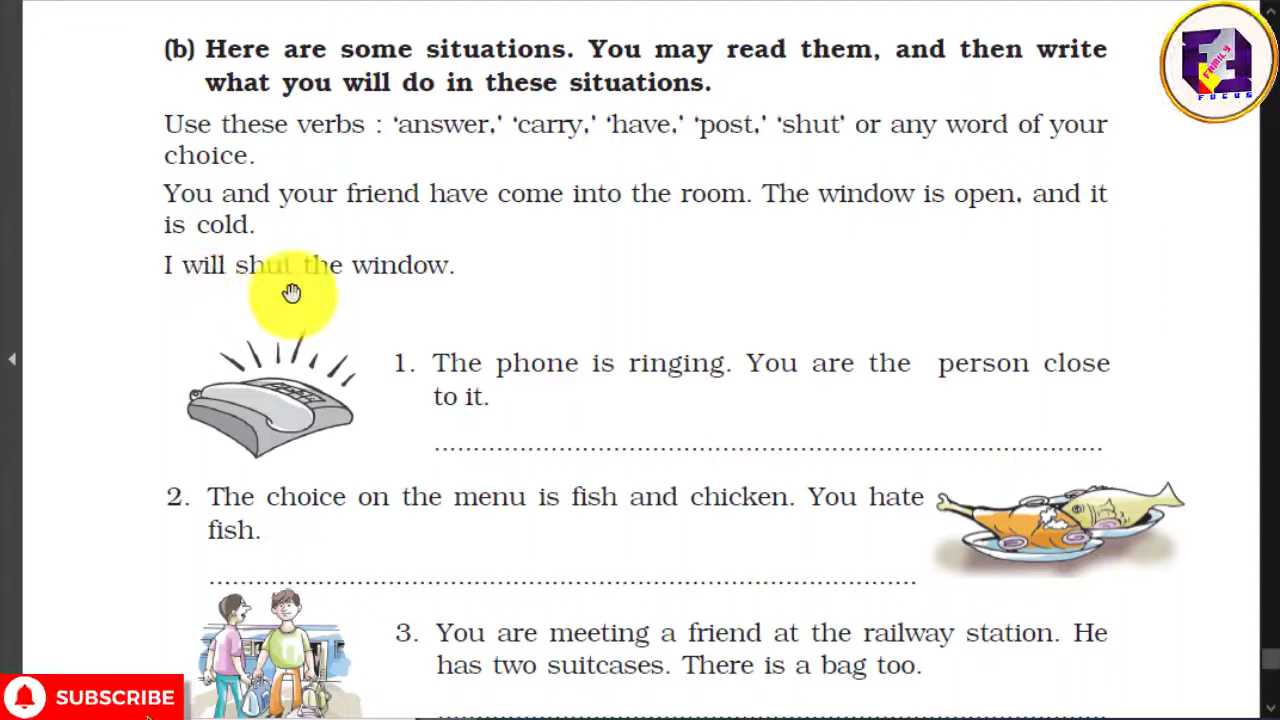 (b) Here are some situations. You may read them, and then write
what you will do in these situations.
Use these verbs : ‘answer,’ ‘carry,’ ‘have,’ ‘post,’ ‘shut’ or any word of your
choice.
You and your friend have come into the room. The window is open, and it
is cold.
I will shut the window.
1. The phone is ringing. You are the person close
to it.
2. The choice on the menu is fish and chicken. You hate
fish.
3. You are meeting a friend at the railway station. He
has two suitcases. There is a bag too.
FAMILY
FOCUS
SUBSCRIBE